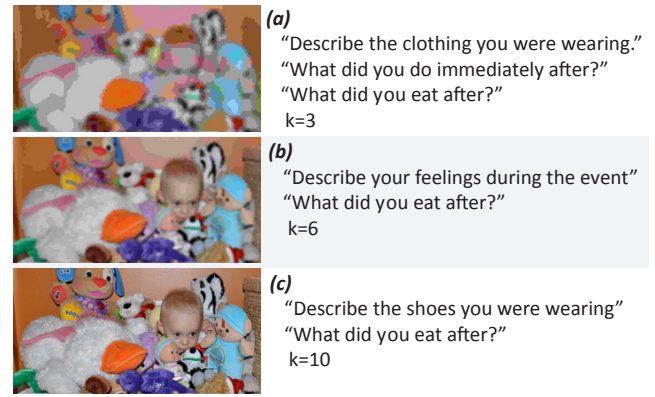 (a)
“Describe the clothing you were wearing.”
“What did you do immediately after?”
“What did you eat after?”
k=3
(b)
“Describe your feelings during the event”
“What did you eat after?”
k=6
(c)
“Describe the shoes you were wearing”
“What did you eat after?”
k=10